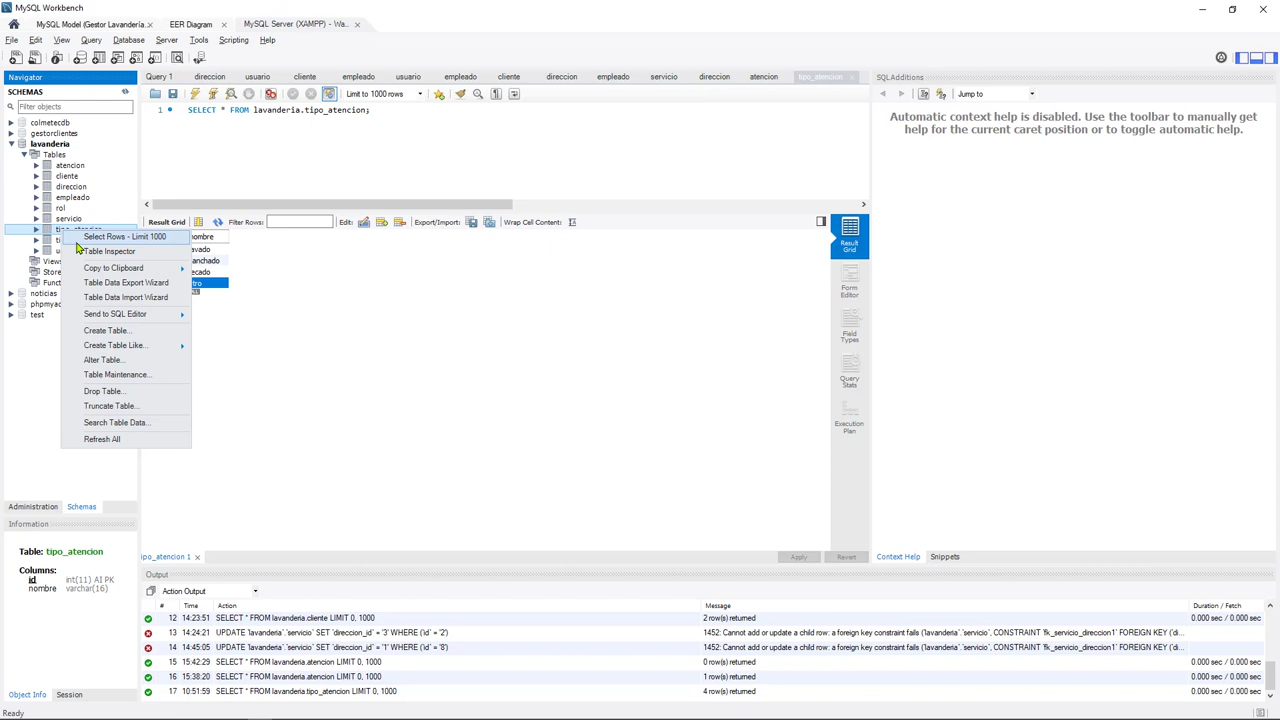 MySQL Workbench
MySQL Model (Gestor Lavandería...
EER Diagram
MySQL Server (XAMPP) - Wa...
File Edit View Query Database Server Tools Scripting Help
Navigator
SCHEMAS
Filter objects
colmetecdb
gestorclientes
lavanderia
Tables
atencion
cliente
direccion
empleado
rol
servicio
tipo_atencion
Views
Store
Funct
noticias
phpmyac
test
Select Rows - Limit 1000
Table Inspector
Copy to Clipboard
Table Data Export Wizard
Table Data Import Wizard
Send to SQL Editor
Create Table...
Create Table Like...
Alter Table...
Table Maintenance...
Drop Table...
Truncate Table...
Search Table Data...
Refresh All
Administration Schemas
Information
Table: tipo_atencion
Columns:
id int(11) AI PK
nombre varchar(16)
Object Info Session
Ready
Query 1 direccion usuario cliente empleado usuario empleado cliente direccion empleado servicio direccion atencion tipo_atencion
Limit to 1000 rows
1 SELECT * FROM lavanderia.tipo_atencion;
Result Grid Filter Rows: Edit: Export/Import: Wrap Cell Content:
ombre
avado
anchado
ecado
tro
Result Grid
Form Editor
Field Types
Query Stats
Execution Plan
tipo_atencion 1
Apply Revert
SQLAdditions
Jump to
Automatic context help is disabled. Use the toolbar to manually get
help for the current caret position or to toggle automatic help.
Context Help Snippets
Output
Action Output
# Time Action Message Duration / Fetch
12 14:23:51 SELECT * FROM lavanderia.cliente LIMIT 0, 1000 2 row(s) returned 0.000 sec / 0.000 sec
13 14:24:21 UPDATE `lavanderia`.`servicio` SET `direccion_id` = '3' WHERE (`id` = '2') 1452: Cannot add or update a child row: a foreign key constraint fails (`lavanderia`.`servicio`, CONSTRAINT `fk_servicio_direccion1` FOREIGN KEY (`di...
14 14:45:05 UPDATE `lavanderia`.`servicio` SET `direccion_id` = '1' WHERE (`id` = '8') 1452: Cannot add or update a child row: a foreign key constraint fails (`lavanderia`.`servicio`, CONSTRAINT `fk_servicio_direccion1` FOREIGN KEY (`di...
15 15:42:29 SELECT * FROM lavanderia.atencion LIMIT 0, 1000 0 row(s) returned 0.000 sec / 0.000 sec
16 15:38:20 SELECT * FROM lavanderia.atencion LIMIT 0, 1000 1 row(s) returned 0.000 sec / 0.000 sec
17 10:51:59 SELECT * FROM lavanderia.tipo_atencion LIMIT 0, 1000 4 row(s) returned 0.000 sec / 0.000 sec